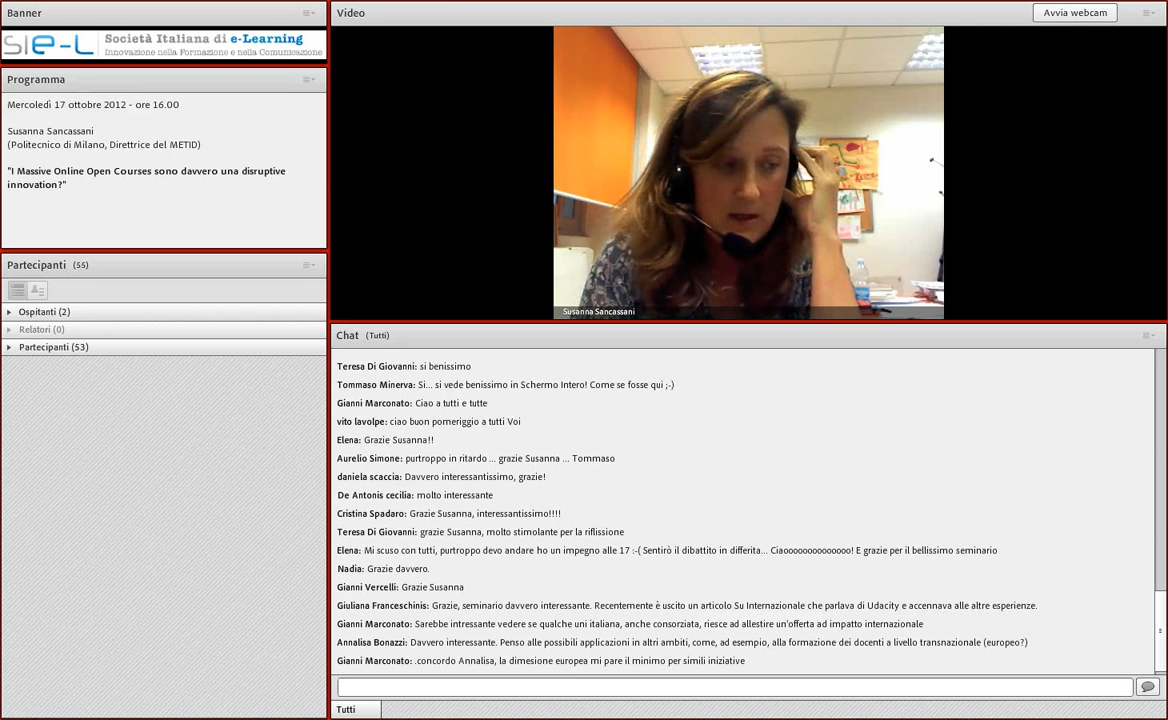 Banner
SIe-L Società Italiana di e-Learning
Innovazione nella Formazione e nella Comunicazione
Programma
Mercoledì 17 ottobre 2012 - ore 16.00
Susanna Sancassani
(Politecnico di Milano, Direttrice del METID)
"I Massive Online Open Courses sono davvero una disruptive
innovazione?"
Partecipanti (55)
Ospitanti (2)
Relatori (0)
Partecipanti (53)
Video
Avvia webcam
Susanna Sancassani
Chat (Tutti)
Teresa Di Giovanni: si benissimo
Tommaso Minerva: Si... si vede benissimo in Schermo Intero! Come se fosse qui ;-)
Gianni Marconato: Ciao a tutti e tutte
vito lavolpe: ciao buon pomeriggio a tutti Voi
Elena: Grazie Susanna!!
Aurelio Simone: purtroppo in ritardo ... grazie Susanna ... Tommaso
daniela scaccia: Davvero interessantissimo, grazie!
De Antonis cecilia: molto interessante
Cristina Spadaro: Grazie Susanna, interessantissimo!!!!
Teresa Di Giovanni: grazie Susanna, molto stimolante per la riflissione
Elena: Mi scuso con tutti, purtroppo devo andare ho un impegno alle 17 :-( Sentirò il dibattito in differita... Ciaoooooooooooooo! E grazie per il bellissimo seminario
Nadia: Grazie davvero.
Gianni Vercelli: Grazie Susanna
Giuliana Franceschinis: Grazie, seminario davvero interessante. Recentemente è uscito un articolo Su Internazionale che parlava di Udacity e accennava alle altre esperienze.
Gianni Marconato: Sarebbe intressante vedere se qualche uni italiana, anche consorziata, riesce ad allestire un'offerta ad impatto internazionale
Annalisa Bonazzi: Davvero interessante. Penso alle possibili applicazioni in altri ambiti, come, ad esempio, alla formazione dei docenti a livello transnazionale (europeo?)
Gianni Marconato: .concordo Annalisa, la dimesione europea mi pare il minimo per simili iniziative
Tutti